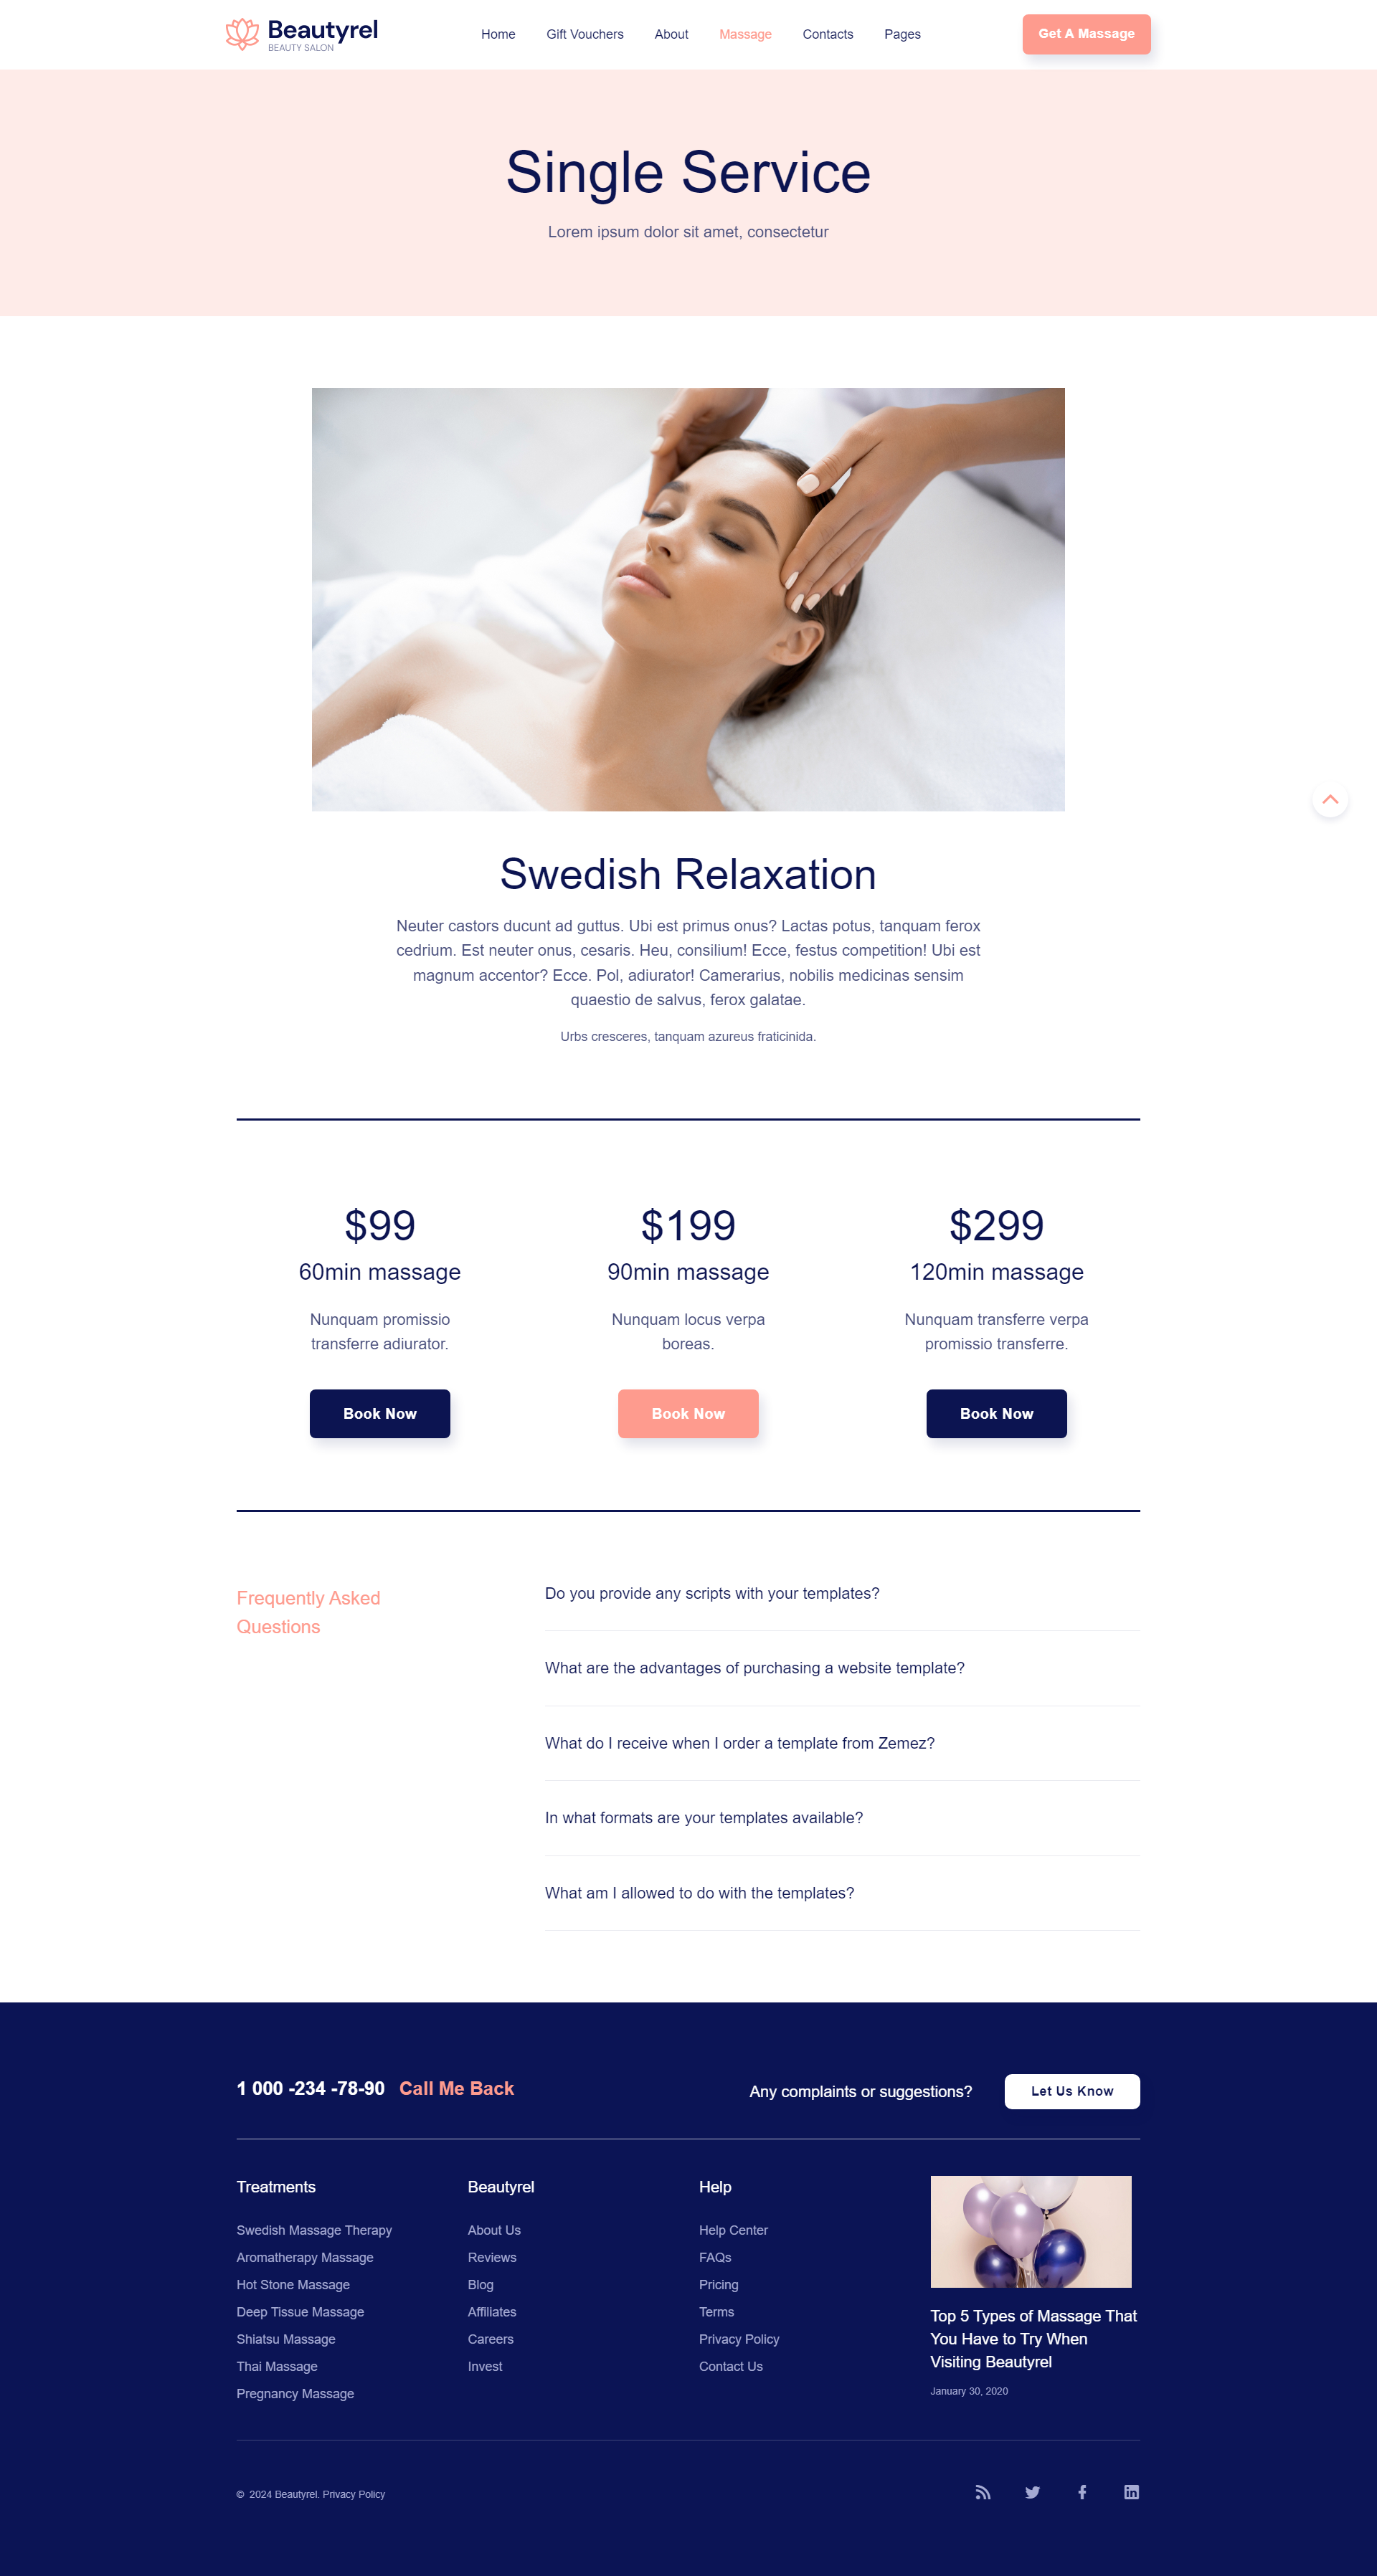 Beautyrel
BEAUTY SALON
Home Gift Vouchers About Massage Contacts Pages
Get A Massage
Single Service
Lorem ipsum dolor sit amet, consectetur
Swedish Relaxation
Neuter castors ducunt ad guttus. Ubi est primus onus? Lactas potus, tanquam ferox
cedrium. Est neuter onus, cesaris. Heu, consilium! Ecce, festus competition! Ubi est
magnum accentor? Ecce. Pol, adiurator! Camerarius, nobilis medicinas sensim
quaestio de salvus, ferox galatae.
Urbs cresceres, tanquam azureus fraticinida.
$99
60min massage
Nunquam promissio
transferre adiurator.
Book Now
$199
90min massage
Nunquam locus verpa
boreas.
Book Now
$299
120min massage
Nunquam transferre verpa
promissio transferre.
Book Now
Frequently Asked
Questions
Do you provide any scripts with your templates?
What are the advantages of purchasing a website template?
What do I receive when I order a template from Zemez?
In what formats are your templates available?
What am I allowed to do with the templates?
1 000 -234 -78-90 Call Me Back
Any complaints or suggestions?
Let Us Know
Treatments
Swedish Massage Therapy
Aromatherapy Massage
Hot Stone Massage
Deep Tissue Massage
Shiatsu Massage
Thai Massage
Pregnancy Massage
Beautyrel
About Us
Reviews
Blog
Affiliates
Careers
Invest
Help
Help Center
FAQs
Pricing
Terms
Privacy Policy
Contact Us
Top 5 Types of Massage That
You Have to Try When
Visiting Beautyrel
January 30, 2020
© 2024 Beautyrel. Privacy Policy